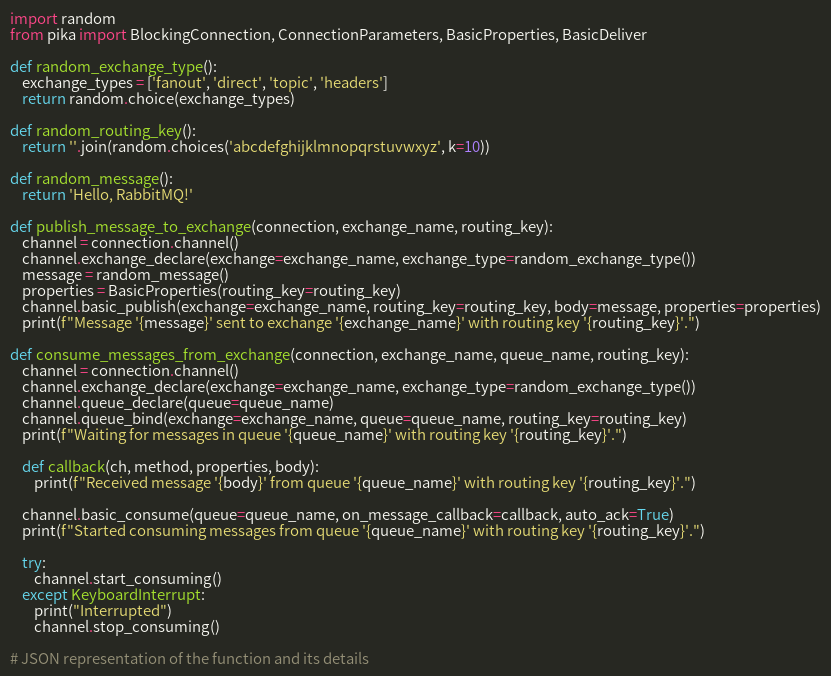 import random
from pika import BlockingConnection, ConnectionParameters, BasicProperties, BasicDeliver

def random_exchange_type():
    exchange_types = ['fanout', 'direct', 'topic', 'headers']
    return random.choice(exchange_types)

def random_routing_key():
    return ''.join(random.choices('abcdefghijklmnopqrstuvwxyz', k=10))

def random_message():
    return 'Hello, RabbitMQ!'

def publish_message_to_exchange(connection, exchange_name, routing_key):
    channel = connection.channel()
    channel.exchange_declare(exchange=exchange_name, exchange_type=random_exchange_type())
    message = random_message()
    properties = BasicProperties(routing_key=routing_key)
    channel.basic_publish(exchange=exchange_name, routing_key=routing_key, body=message, properties=properties)
    print(f"Message '{message}' sent to exchange '{exchange_name}' with routing key '{routing_key}'.")

def consume_messages_from_exchange(connection, exchange_name, queue_name, routing_key):
    channel = connection.channel()
    channel.exchange_declare(exchange=exchange_name, exchange_type=random_exchange_type())
    channel.queue_declare(queue=queue_name)
    channel.queue_bind(exchange=exchange_name, queue=queue_name, routing_key=routing_key)
    print(f"Waiting for messages in queue '{queue_name}' with routing key '{routing_key}'.")

    def callback(ch, method, properties, body):
        print(f"Received message '{body}' from queue '{queue_name}' with routing key '{routing_key}'.")

    channel.basic_consume(queue=queue_name, on_message_callback=callback, auto_ack=True)
    print(f"Started consuming messages from queue '{queue_name}' with routing key '{routing_key}'.")

    try:
        channel.start_consuming()
    except KeyboardInterrupt:
        print("Interrupted")
        channel.stop_consuming()

# JSON representation of the function and its details